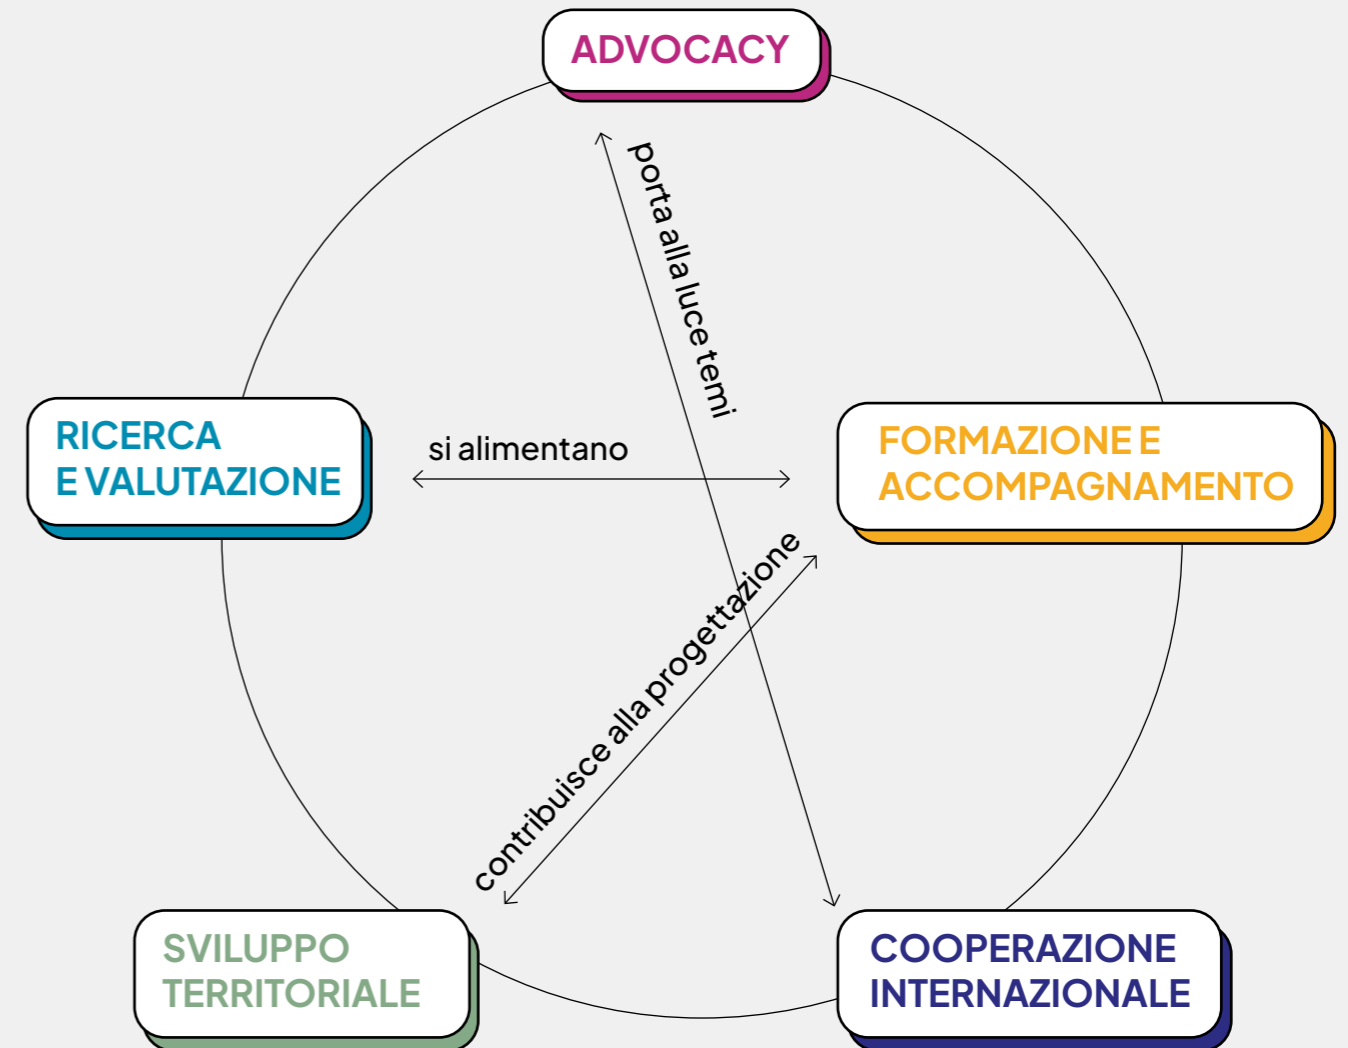 ADVOCACY
porta alla luce temi
RICERCA
E VALUTAZIONE
si alimentano
FORMAZIONE E
ACCOMPAGNAMENTO
contribuisce alla progettazione
SVILUPPO
TERRITORIALE
COOPERAZIONE
INTERNAZIONALE